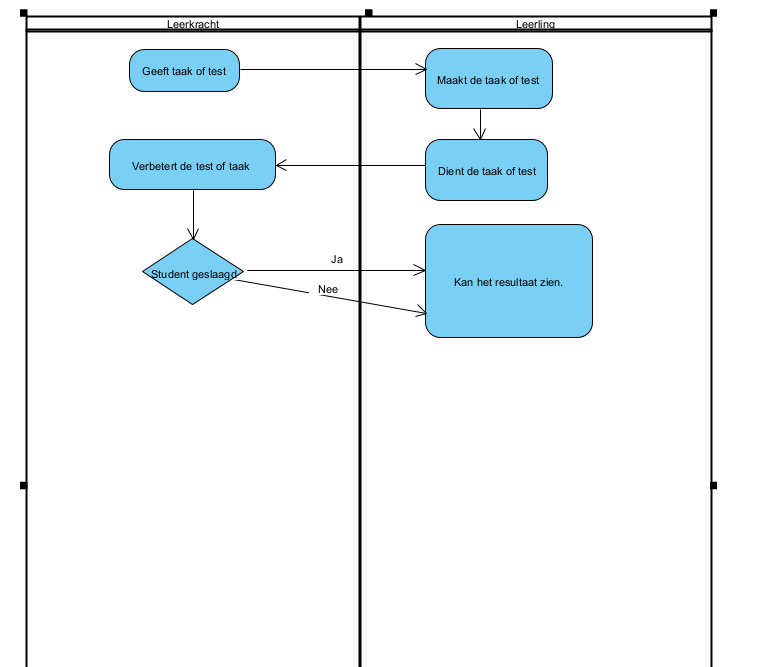 Leerkracht
Leerling
Geeft taak of test
Maakt de taak of test
Verbetert de test of taak
Dient de taak of test
Student geslaagd
Ja
Nee
Kan het resultaat zien.